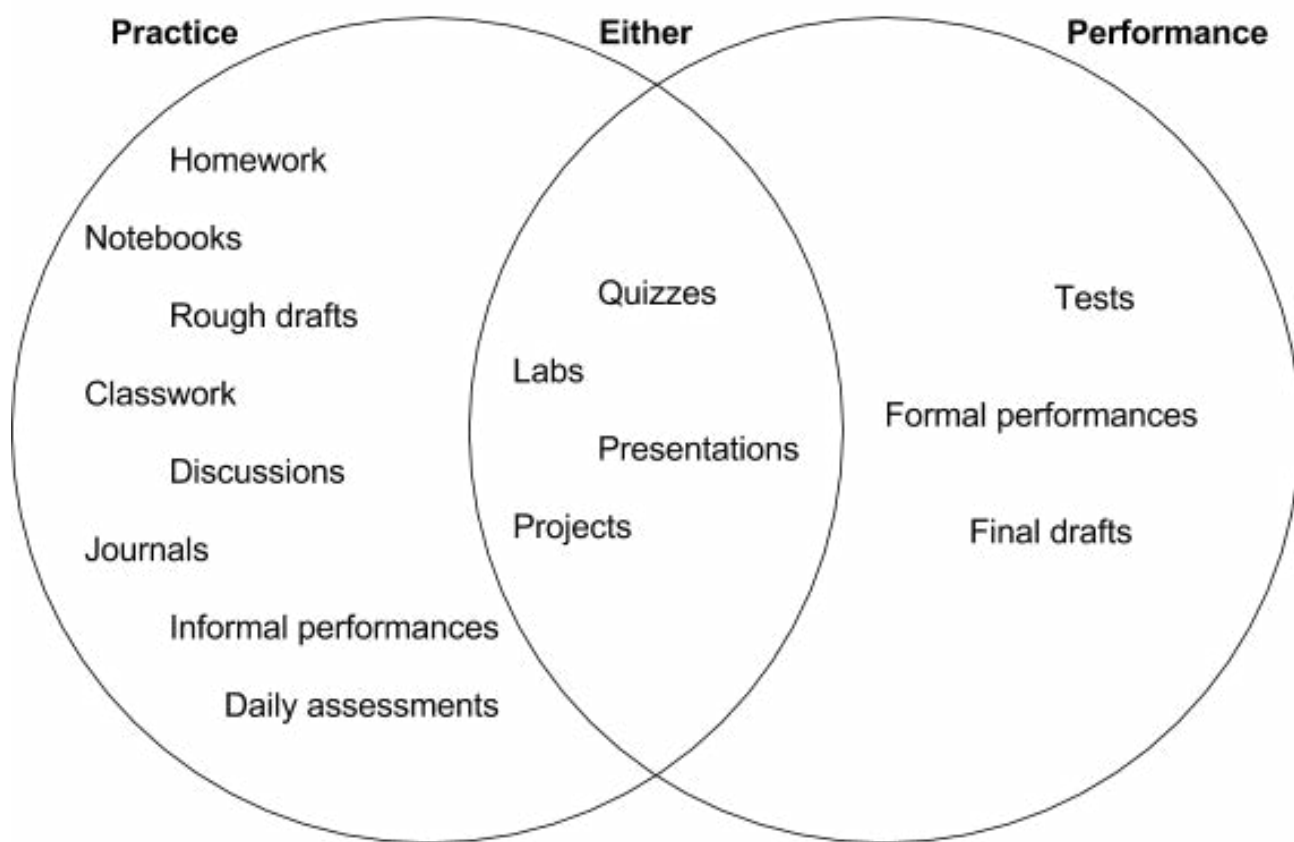 Practice
Either
Performance
Homework
Notebooks
Rough drafts
Classwork
Discussions
Journals
Informal performances
Daily assessments
Quizzes
Labs
Presentations
Projects
Tests
Formal performances
Final drafts